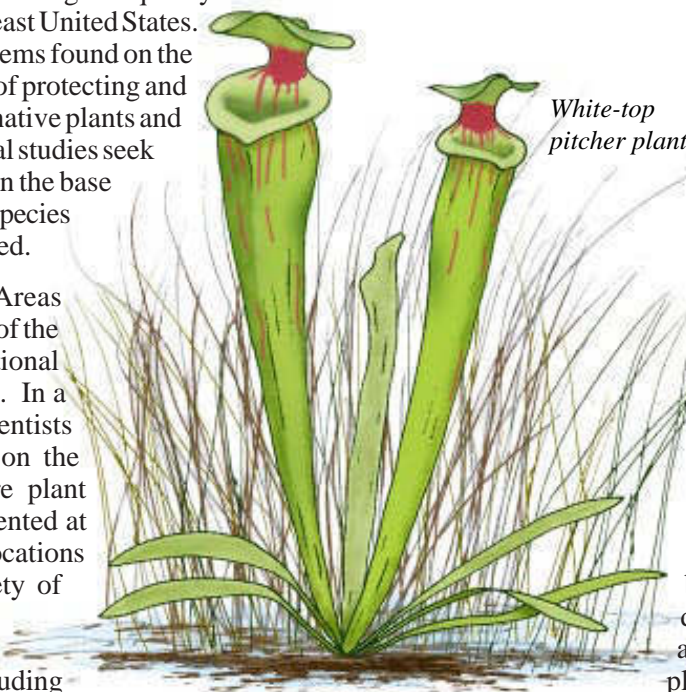 east United States.
ems found on the
of protecting and
native plants and
al studies seek
n the base
pecies
ed.
Areas
of the
ional
. In a
entists
on the
e plant
ented at
ocations
ety of
uding
White-top
pitcher plant